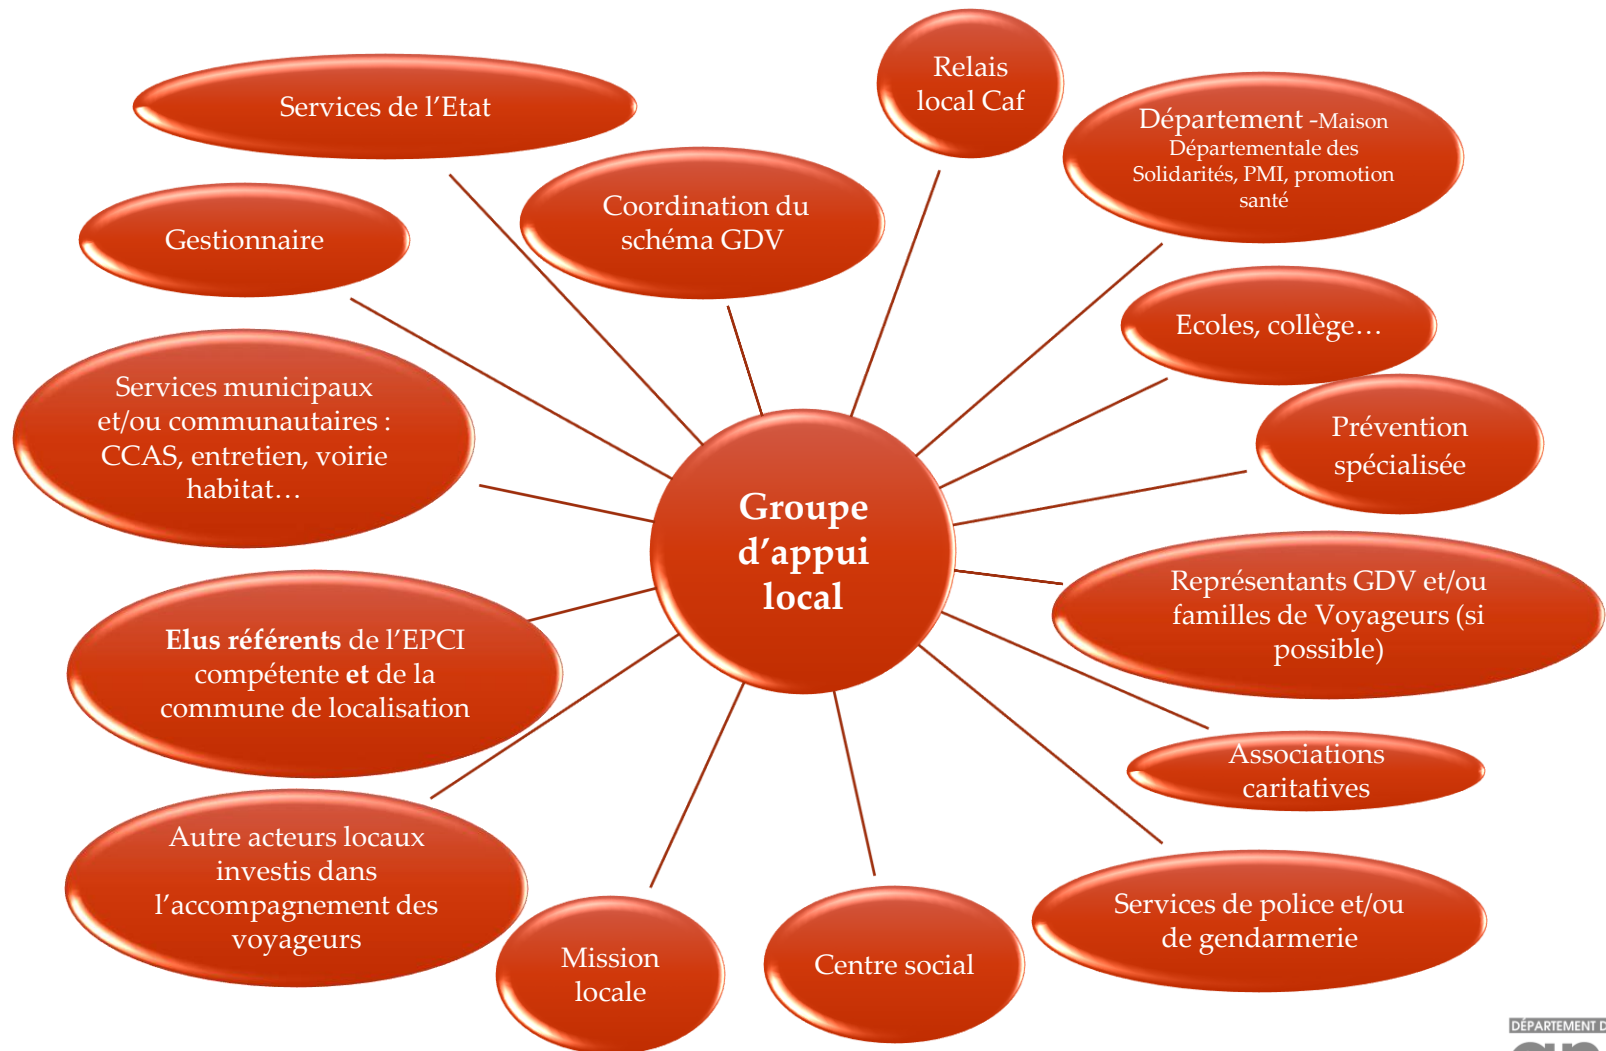 Relais
local Caf
Services de l'Etat
Département -Maison
Départementale des
Solidarités, PMI, promotion
santé
Coordination du
schéma GDV
Gestionnaire
Ecoles, collège…
Services municipaux
et/ou communautaires :
CCAS, entretien, voirie
habitat…
Prévention
spécialisée
Groupe
d'appui
local
Représentants GDV et/ou
familles de Voyageurs (si
possible)
Elus référents de l'EPCI
compétente et de la
commune de localisation
Associations
caritatives
Autre acteurs locaux
investis dans
l'accompagnement des
voyageurs
Services de police et/ou
de gendarmerie
Mission
locale
Centre social
DÉPARTEMENT D